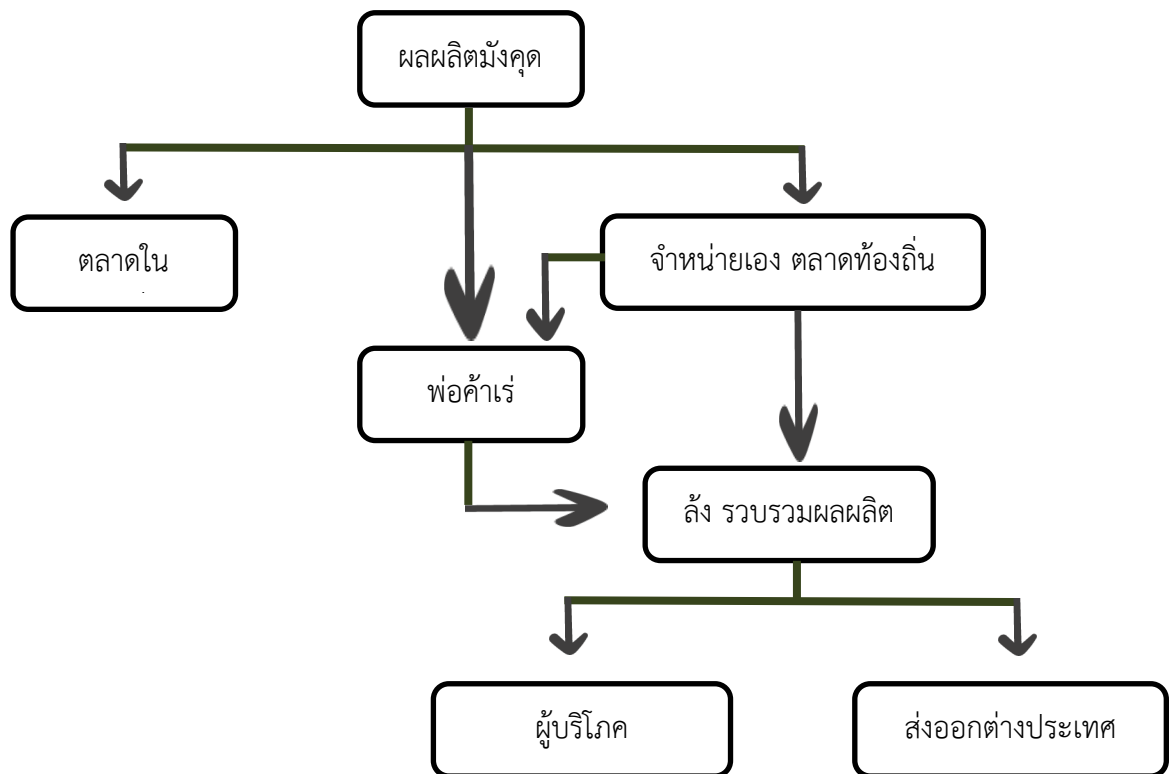 ผลผลิตมังคุด
ตลาดใน
จำหน่ายเอง ตลาดท้องถิ่น
พ่อค้าเร่
ล้ง รวบรวมผลผลิต
ผู้บริโภค
ส่งออกต่างประเทศ